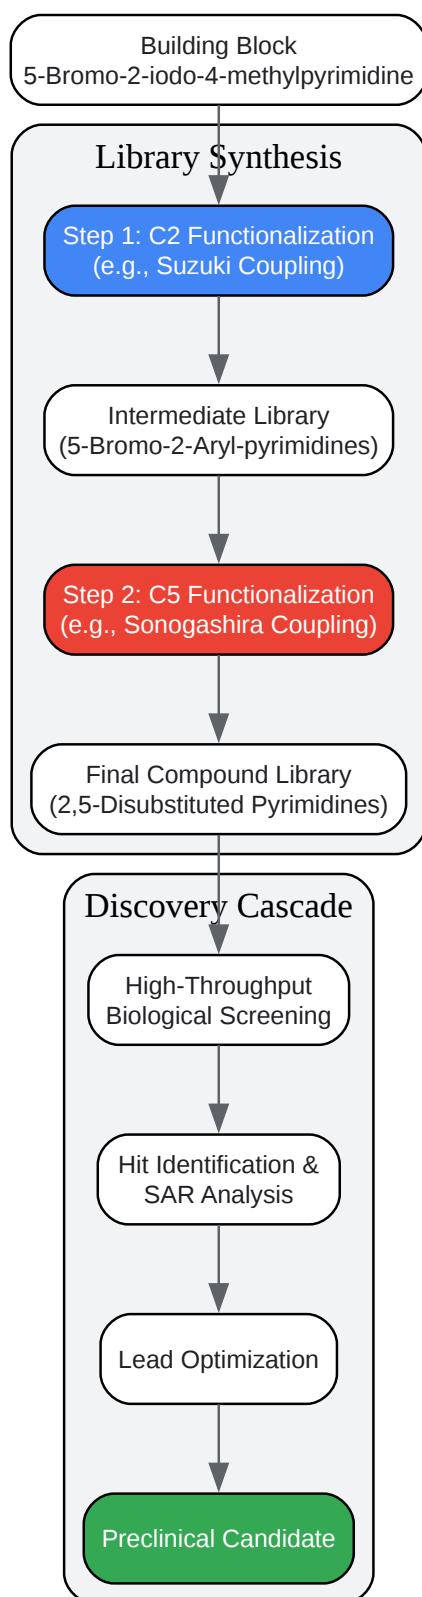 Building Block
5-Bromo-2-iodo-4-methylpyrimidine
Library Synthesis
Step 1: C2 Functionalization
(e.g., Suzuki Coupling)
Intermediate Library
(5-Bromo-2-Aryl-pyrimidines)
Step 2: C5 Functionalization
(e.g., Sonogashira Coupling)
Final Compound Library
(2,5-Disubstituted Pyrimidines)
Discovery Cascade
High-Throughput
Biological Screening
Hit Identification &
SAR Analysis
Lead Optimization
Preclinical Candidate